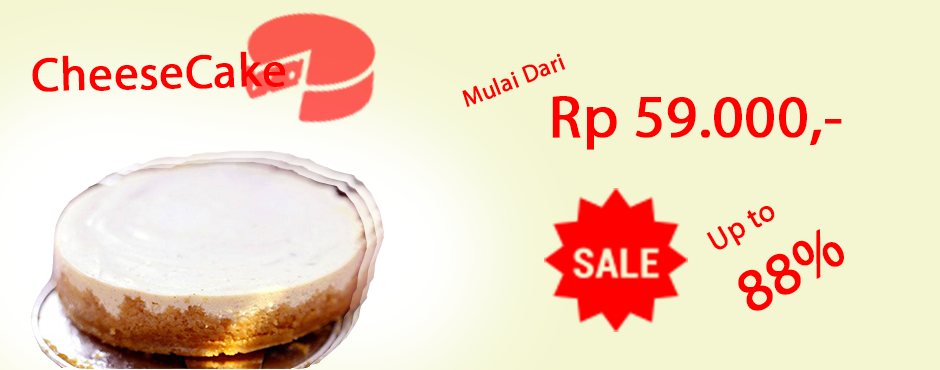 CheeseCake
Mulai Dari
Rp 59.000,-
SALE
Up to
88%